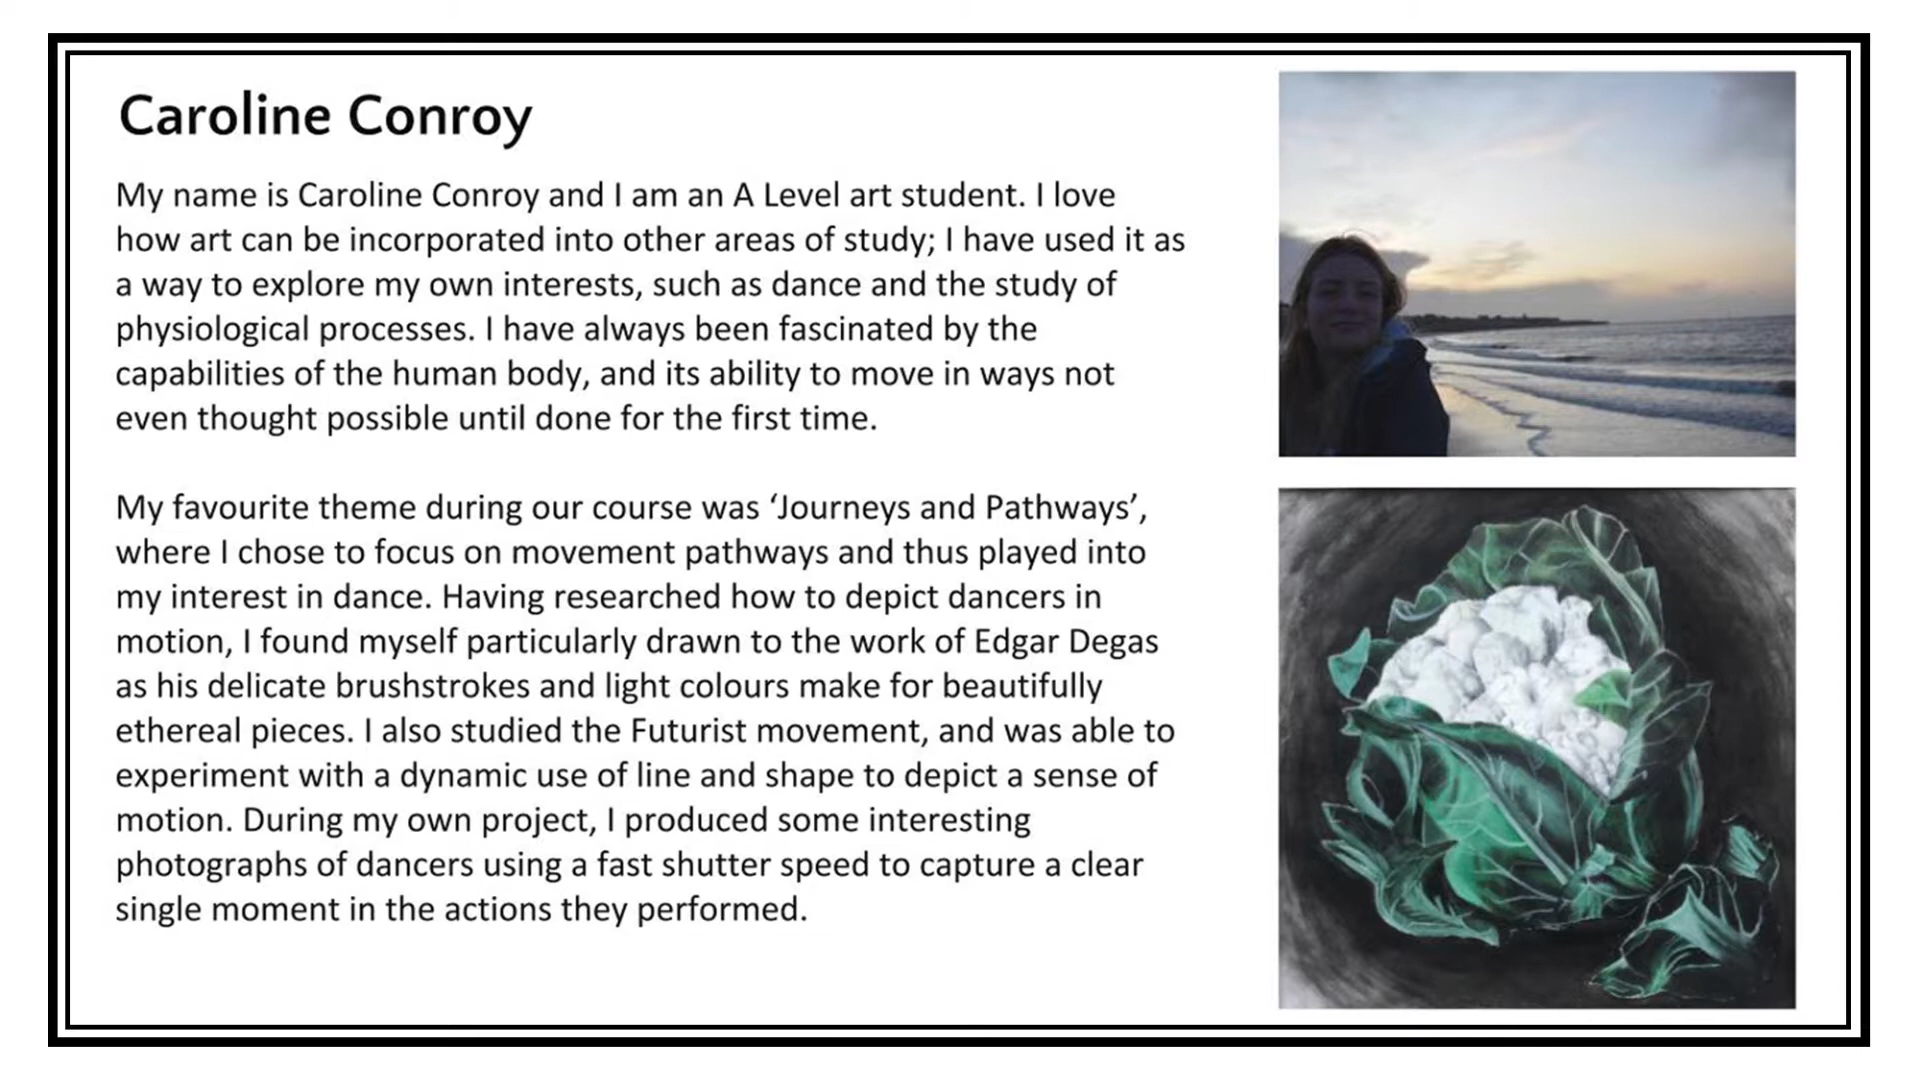 Caroline Conroy
My name is Caroline Conroy and I am an A Level art student. I love
how art can be incorporated into other areas of study; I have used it as
a way to explore my own interests, such as dance and the study of
physiological processes. I have always been fascinated by the
capabilities of the human body, and its ability to move in ways not
even thought possible until done for the first time.
My favourite theme during our course was ‘Journeys and Pathways’,
where I chose to focus on movement pathways and thus played into
my interest in dance. Having researched how to depict dancers in
motion, I found myself particularly drawn to the work of Edgar Degas
as his delicate brushstrokes and light colours make for beautifully
ethereal pieces. I also studied the Futurist movement, and was able to
experiment with a dynamic use of line and shape to depict a sense of
motion. During my own project, I produced some interesting
photographs of dancers using a fast shutter speed to capture a clear
single moment in the actions they performed.